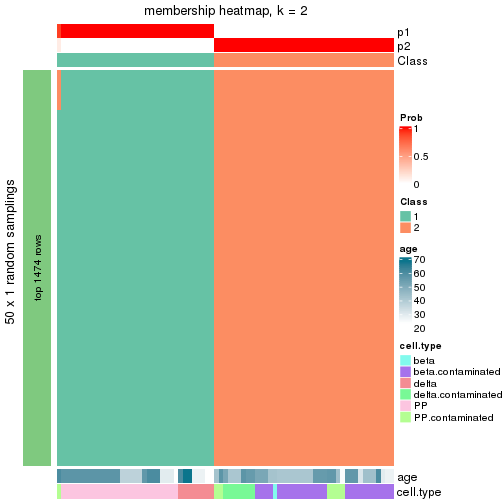 membership heatmap, k = 2
p1
p2
Class
50 x 1 random samplings
top 1474 rows
Prob
1
0.5
0
Class
1
2
age
70
60
50
40
30
20
cell.type
beta
beta.contaminated
delta
delta.contaminated
PP
PP.contaminated
age
cell.type